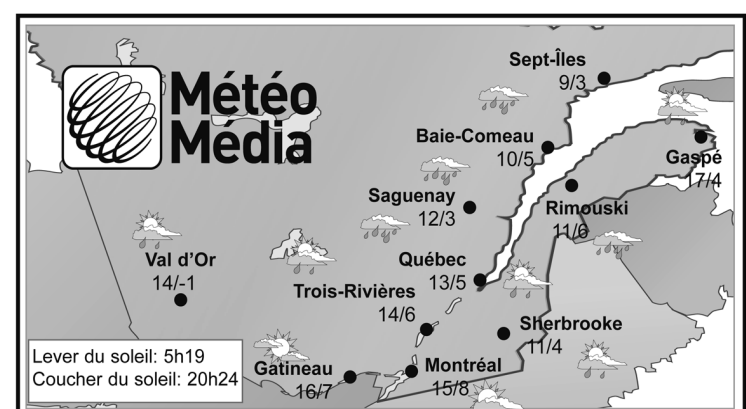 Météo
Média
Sept-Îles
9/3
Baie-Comeau
10/5
Gaspé
17/4
Saguenay
12/3
Rimouski
11/6
Val d'Or
14/-1
Québec
13/5
Trois-Rivières
14/6
Sherbrooke
11/4
Gatineau
16/7
Montréal
15/8
Lever du soleil: 5h19
Coucher du soleil: 20h24